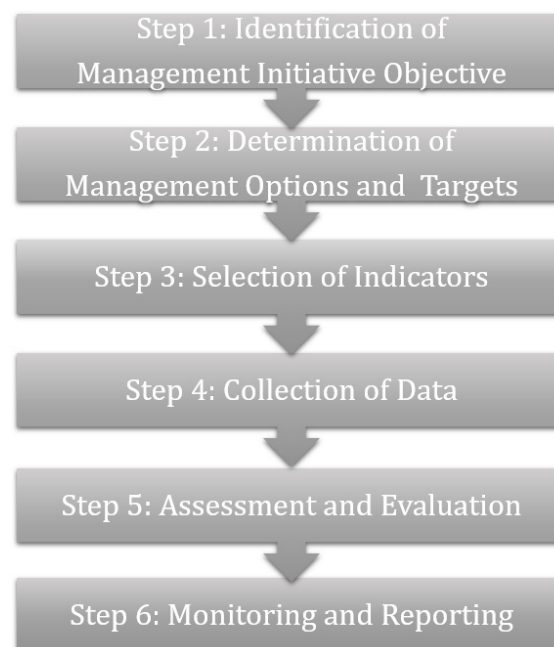 Step 1: Identification of
Management Initiative Objective
Step 2: Determination of
Management Options and  Targets
Step 3: Selection of Indicators
Step 4: Collection of Data
Step 5: Assessment and Evaluation
Step 6: Monitoring and Reporting